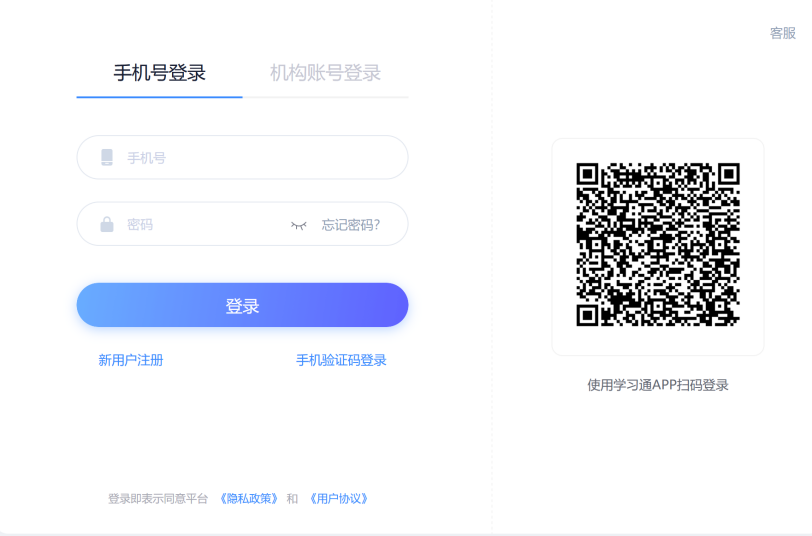 客服
手机号登录 机构账号登录
手机号
密码 忘记密码?
登录
新用户注册 手机验证码登录
使用学习通APP扫码登录
登录即表示同意平台 《隐私政策》 和 《用户协议》